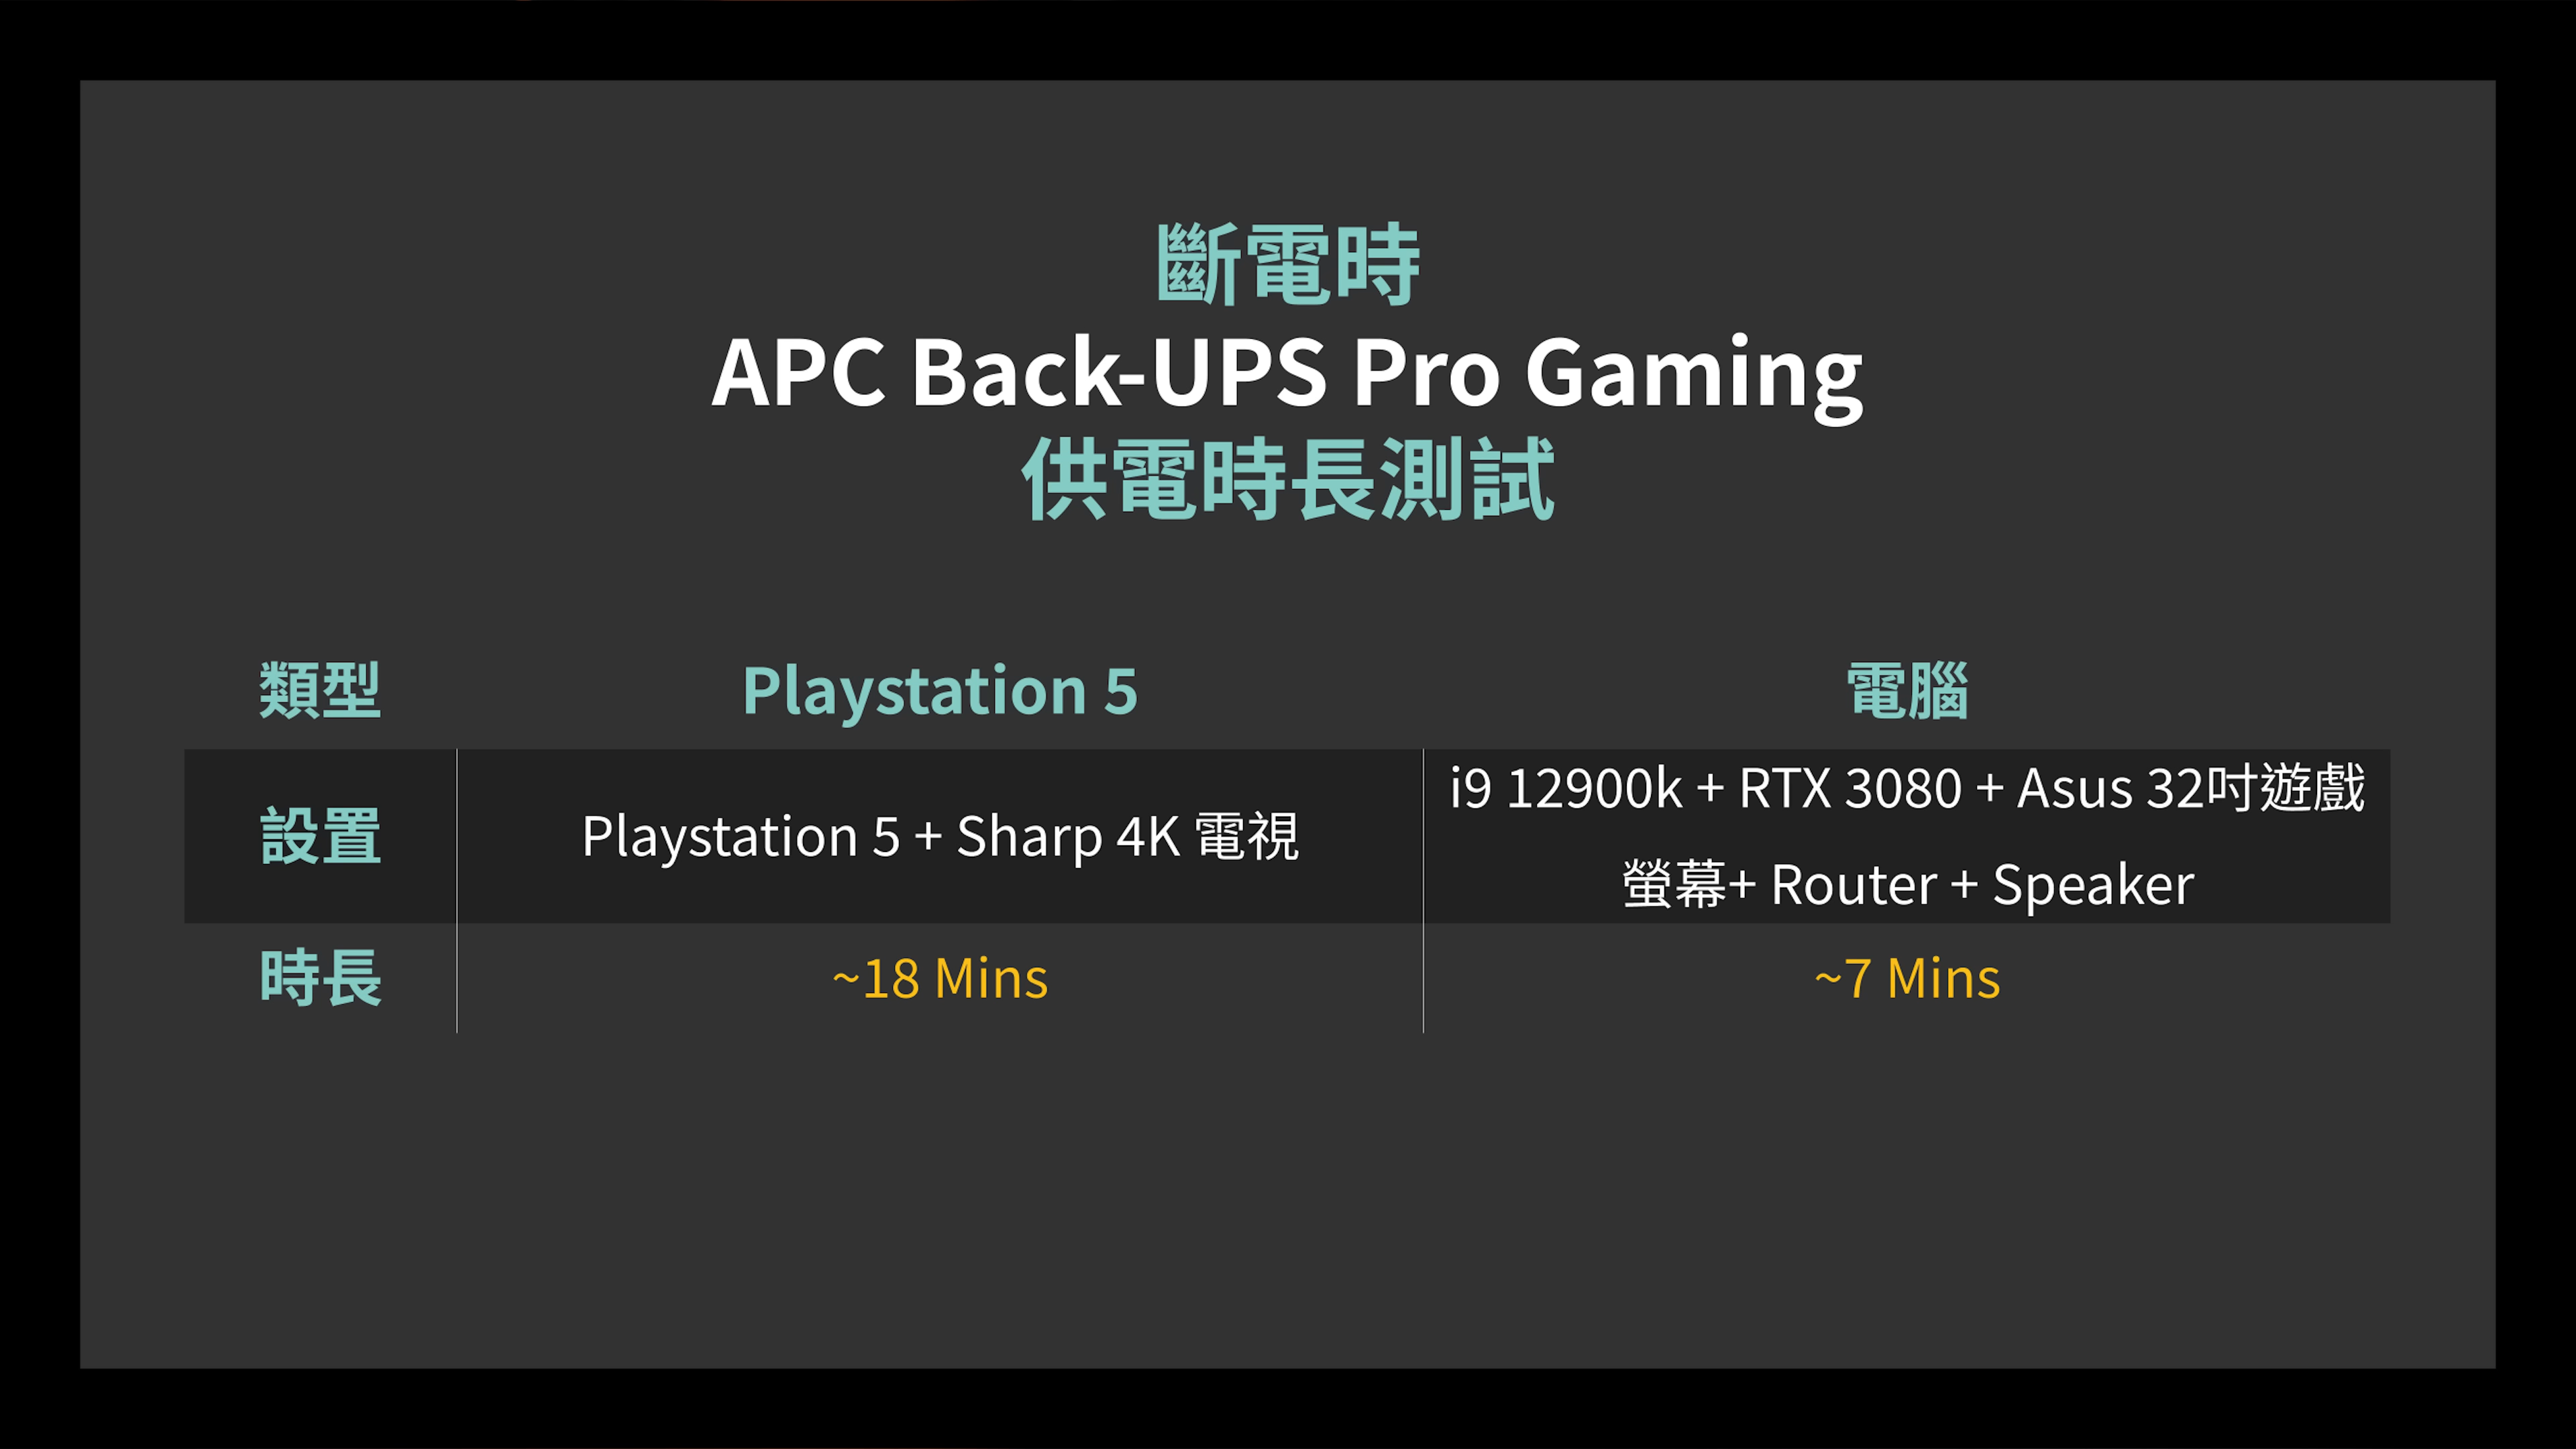 斷電時
APC Back-UPS Pro Gaming
供電時長測試
類型
Playstation 5
電腦
設置
Playstation 5 + Sharp 4K 電視
i9 12900k + RTX 3080 + Asus 32吋遊戲
螢幕+ Router + Speaker
時長
~18 Mins
~7 Mins